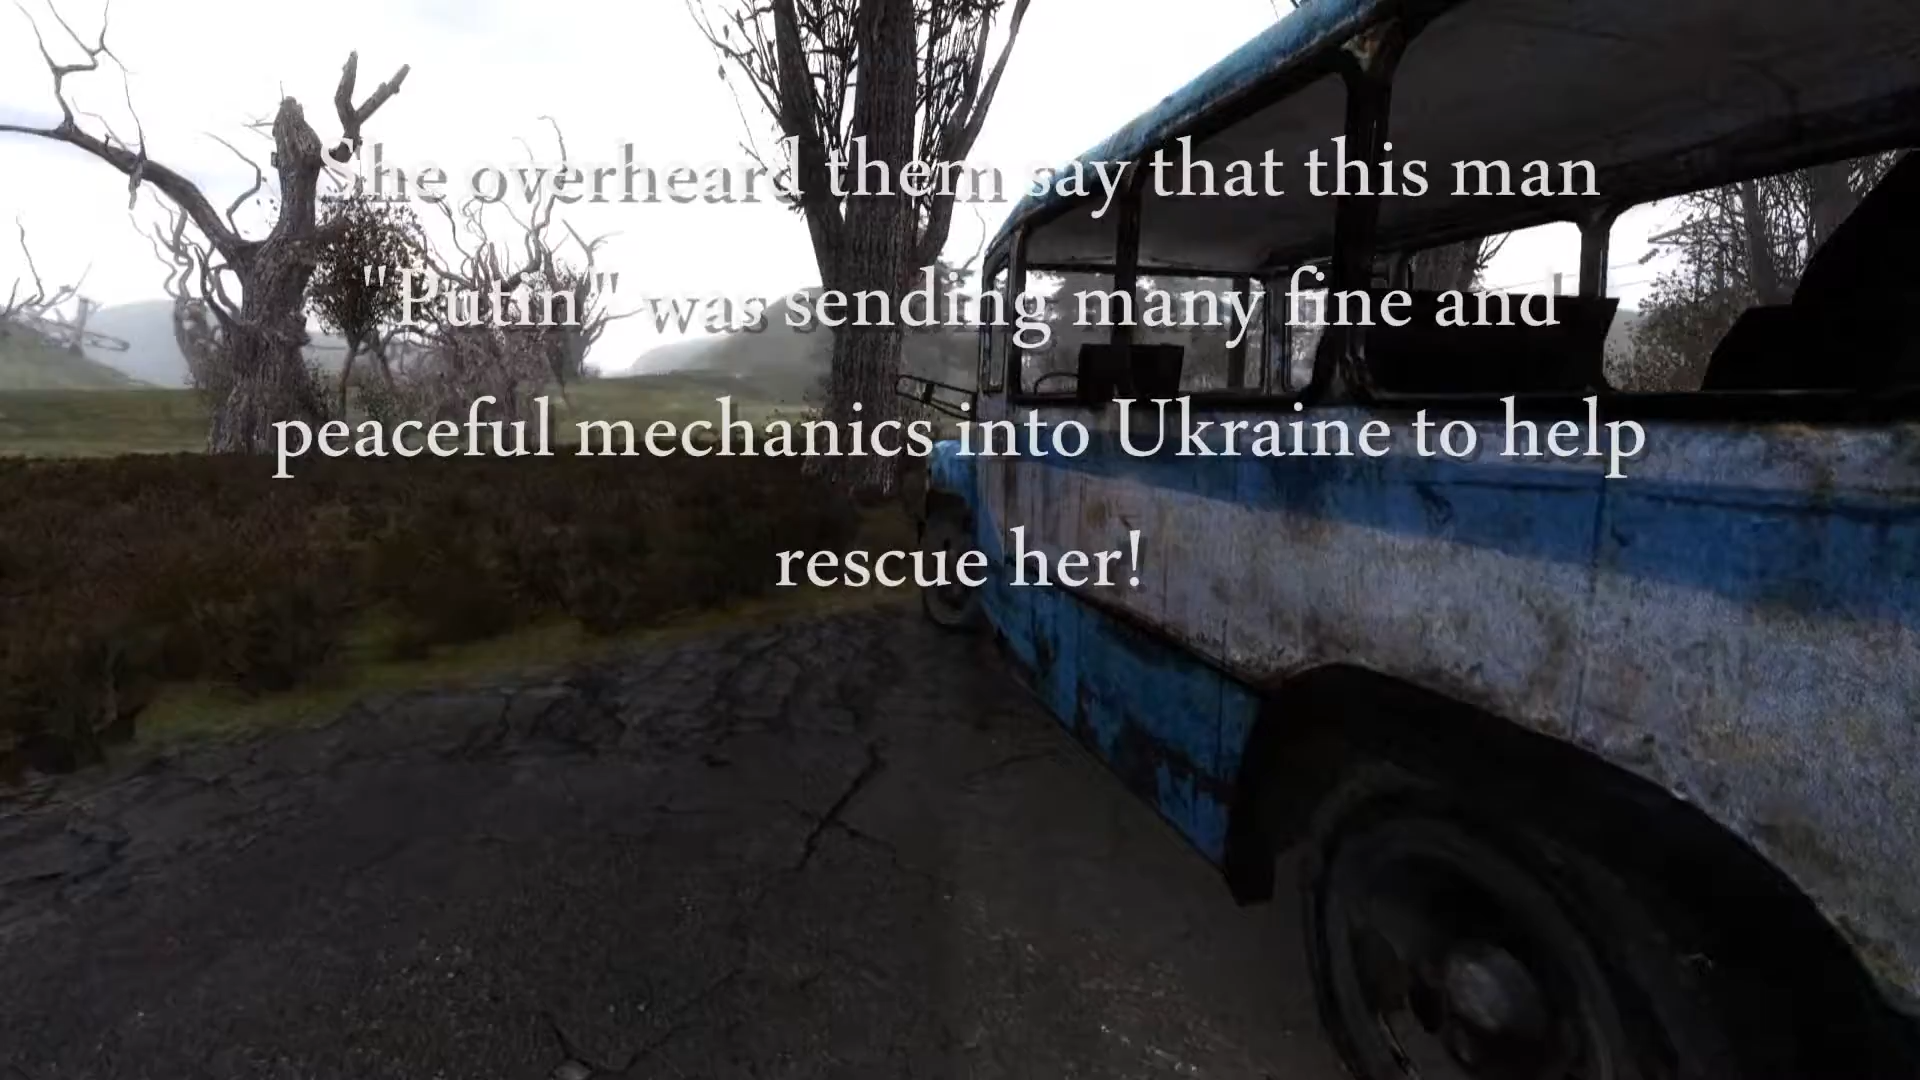 She overheard them say that this man
"Putin" was sending many fine and
peaceful mechanics into Ukraine to help
rescue her!